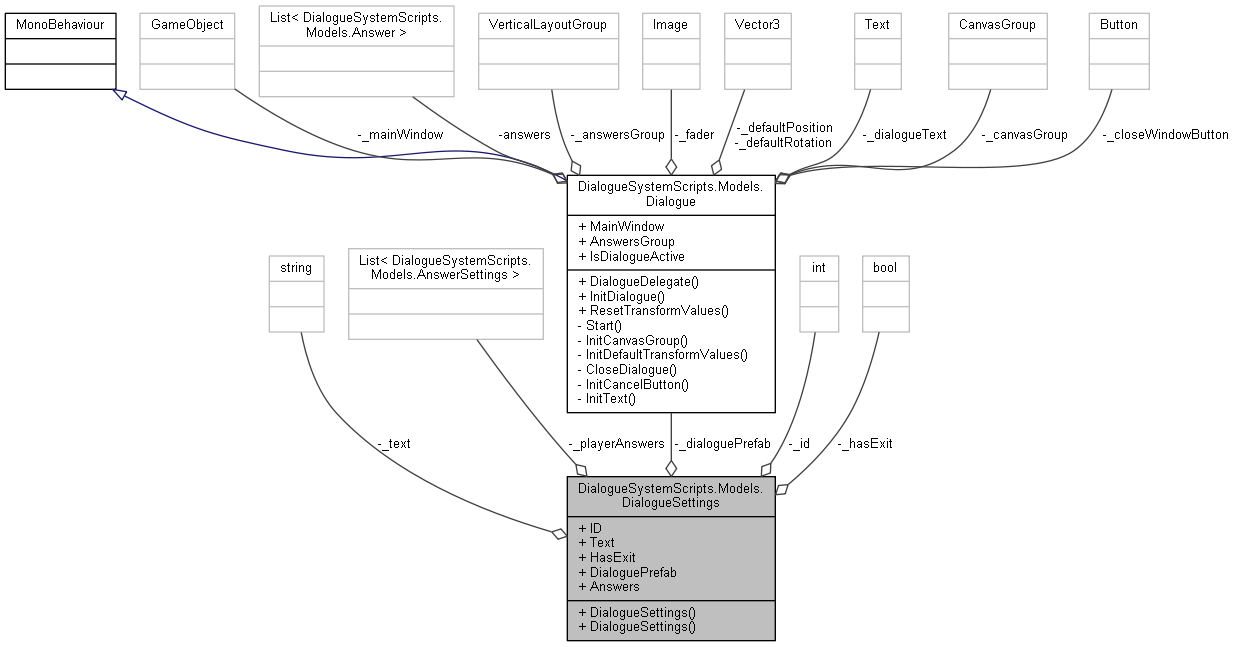 MonoBehaviour
GameObject
List< DialogueSystemScripts.
Models.Answer >
VerticalLayoutGroup
Image
Vector3
Text
CanvasGroup
Button
-_mainWindow
-answers
-_answersGroup
-_fader
-_defaultPosition
-_defaultRotation
-_dialogueText
-_canvasGroup
-_closeWindowButton
DialogueSystemScripts.Models.
Dialogue
+ MainWindow
+ AnswersGroup
+ IsDialogueActive
+ DialogueDelegate()
+ InitDialogue()
+ ResetTransformValues()
- Start()
- InitCanvasGroup()
- InitDefaultTransformValues()
- CloseDialogue()
- InitCancelButton()
- InitText()
string
List< DialogueSystemScripts.
Models.AnswerSettings >
int
bool
-_text
-_playerAnswers
-_dialoguePrefab
-_id
-_hasExit
DialogueSystemScripts.Models.
DialogueSettings
+ ID
+ Text
+ HasExit
+ DialoguePrefab
+ Answers
+ DialogueSettings()
+ DialogueSettings()